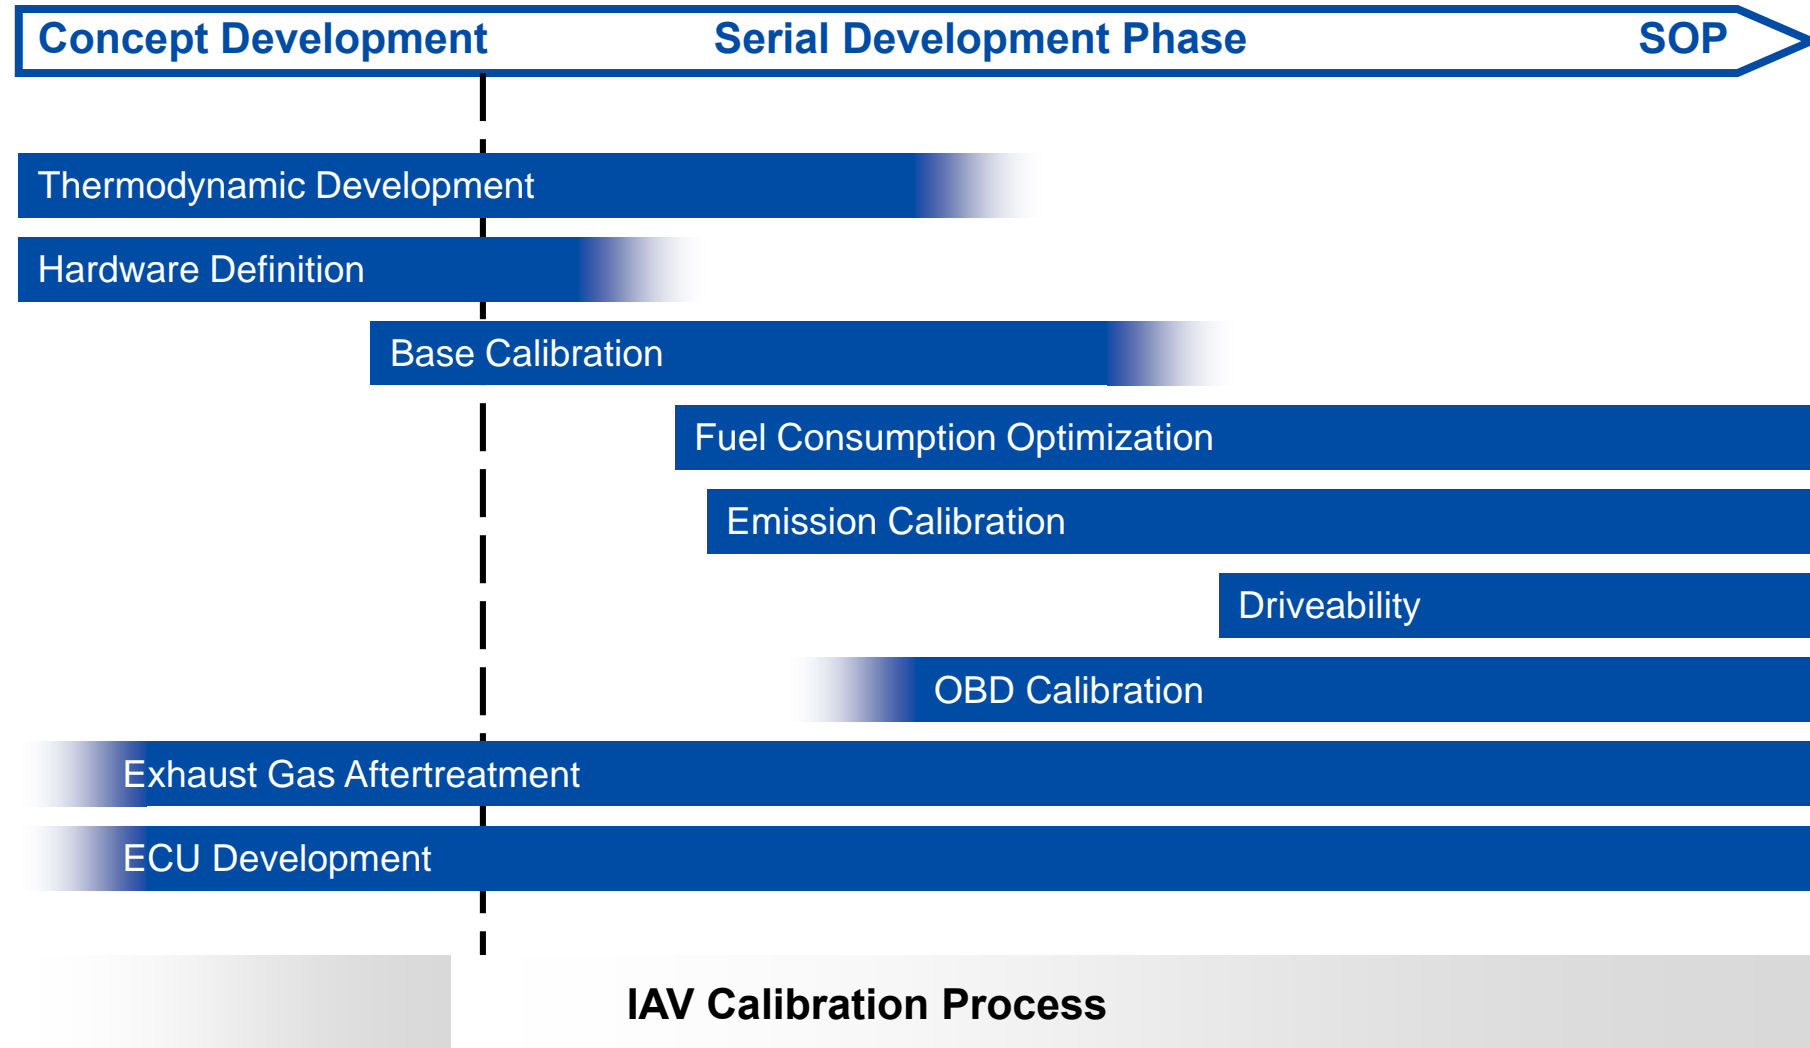 Concept Development Serial Development Phase SOP
Thermodynamic Development
Hardware Definition
Base Calibration
Fuel Consumption Optimization
Emission Calibration
Driveability
OBD Calibration
Exhaust Gas Aftertreatment
ECU Development
IAV Calibration Process